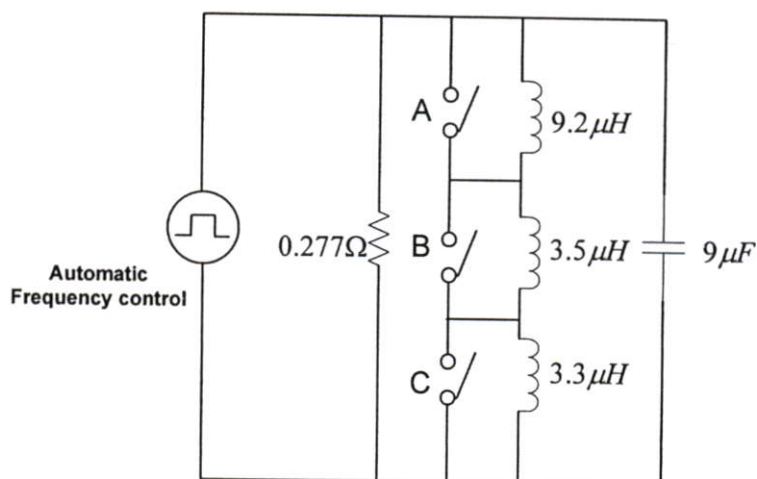 A
9.2μH
0.277Ω
B
3.5μH
9μF
Automatic
Frequency control
C
3.3μH